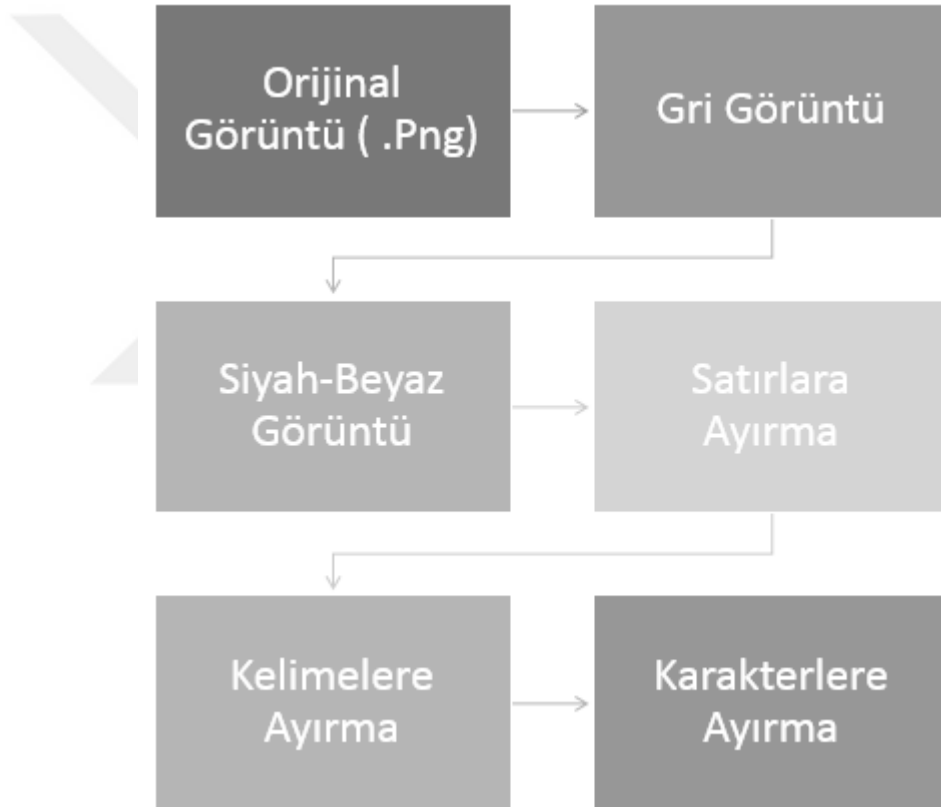 Orijinal
Görüntü ( .Png)
Gri Görüntü
Siyah-Beyaz
Görüntü
Satırlara
Ayırma
Kelimelere
Ayırma
Karakterlere
Ayırma